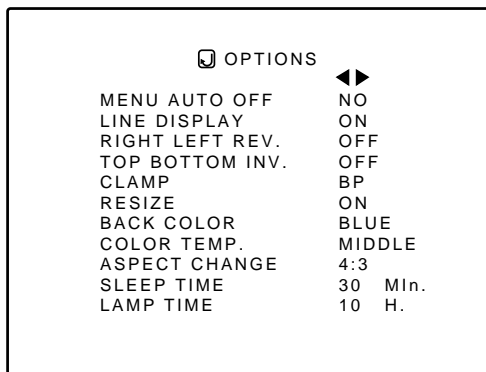 OPTIONS
◀▶
MENU AUTO OFF NO
LINE DISPLAY ON
RIGHT LEFT REV. OFF
TOP BOTTOM INV. OFF
CLAMP BP
RESIZE ON
BACK COLOR BLUE
COLOR TEMP. MIDDLE
ASPECT CHANGE 4:3
SLEEP TIME 30 MIn.
LAMP TIME 10 H.